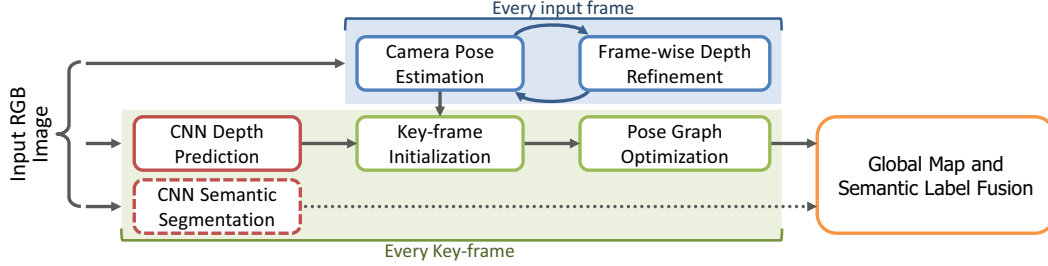 Every input frame
Camera Pose
Estimation
Frame-wise Depth
Refinement
Input RGB
Image
CNN Depth
Prediction
Key-frame
Initialization
Pose Graph
Optimization
Global Map and
Semantic Label Fusion
CNN Semantic
Segmentation
Every Key-frame